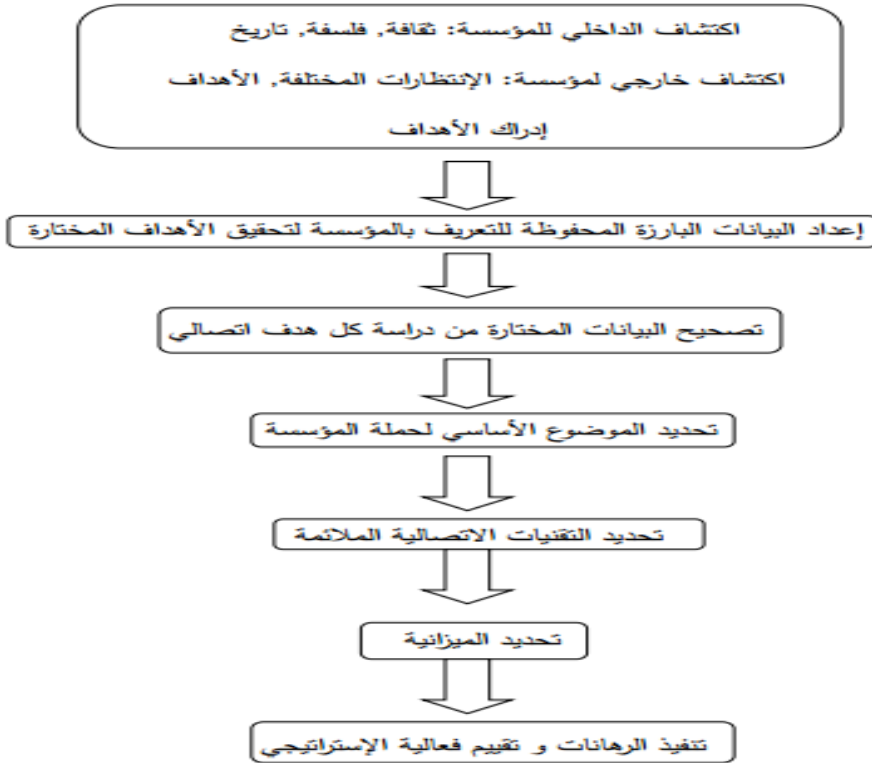 اكتشاف الداخلي للمؤسسة: ثقافة, فلسفة, تاريخ
اكتشاف خارجي لمؤسسة: الإنتظارات المختلفة, الأهداف
إدراك الأهداف
إعداد البيانات البارزة المحفوظة للتعريف بالمؤسسة لتحقيق الأهداف المختارة
تصحيح البيانات المختارة من دراسة كل هدف اتصالي
تحديد الموضوع الأساسي لحملة المؤسسة
تحديد التقنيات الاتصالية الملائمة
تحديد الميزانية
تنفيذ الرهانات و تقييم فعالية الإستراتيجي